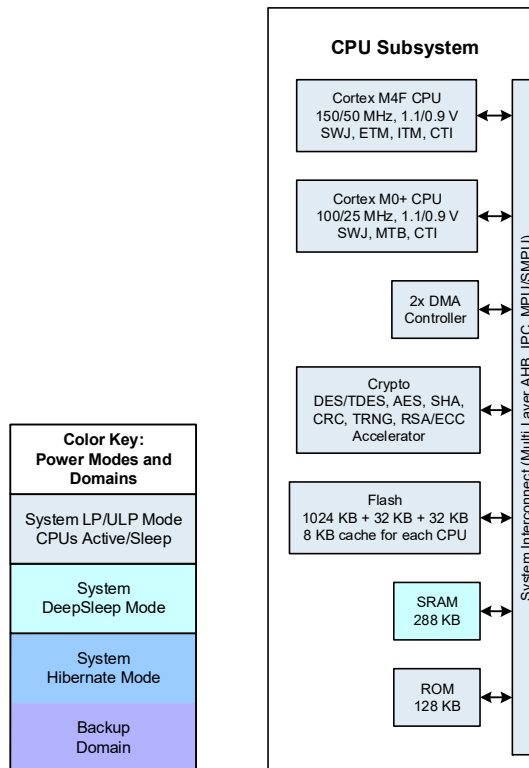 CPU Subsystem
Cortex M4F CPU
150/50 MHz, 1.1/0.9 V
SWJ, ETM, ITM, CTI
Cortex M0+ CPU
100/25 MHz, 1.1/0.9 V
SWJ, MTB, CTI
2x DMA
Controller
Crypto
DES/TDES, AES, SHA,
CRC, TRNG, RSA/ECC
Accelerator
Flash
1024 KB + 32 KB + 32 KB
8 KB cache for each CPU
SRAM
288 KB
ROM
128 KB
System Interconnect (Multi Layer AHB, IPC, MPU/SMPU)
Color Key:
Power Modes and
Domains
System LP/ULP Mode
CPUs Active/Sleep
System
DeepSleep Mode
System
Hibernate Mode
Backup
Domain